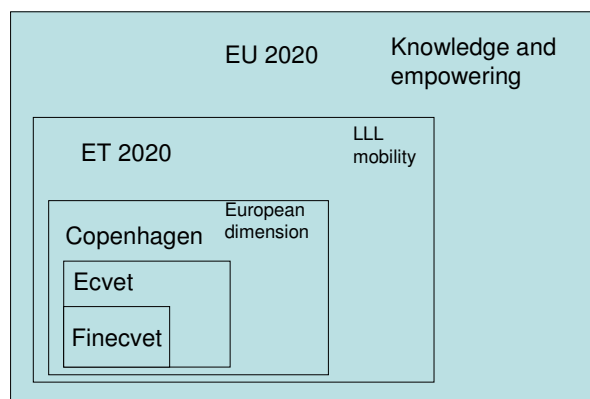 EU 2020
Knowledge and
empowering
ET 2020
LLL
mobility
Copenhagen
European
dimension
Ecvet
Finecvet